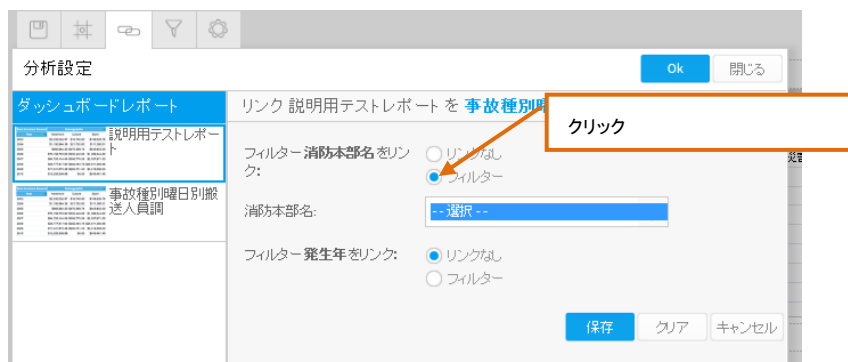 分析設定
Ok
閉じる
ダッシュボードレポート
説明用テストレポー
ト
事故種別曜日別搬
送人員調
リンク 説明用テストレポートを 事故種別
クリック
フィルター消防本部名をリン
ク:
リンクなし
フィルター
消防本部名:
--選択--
フィルター発生年をリンク:
リンクなし
フィルター
保存
クリア
キャンセル